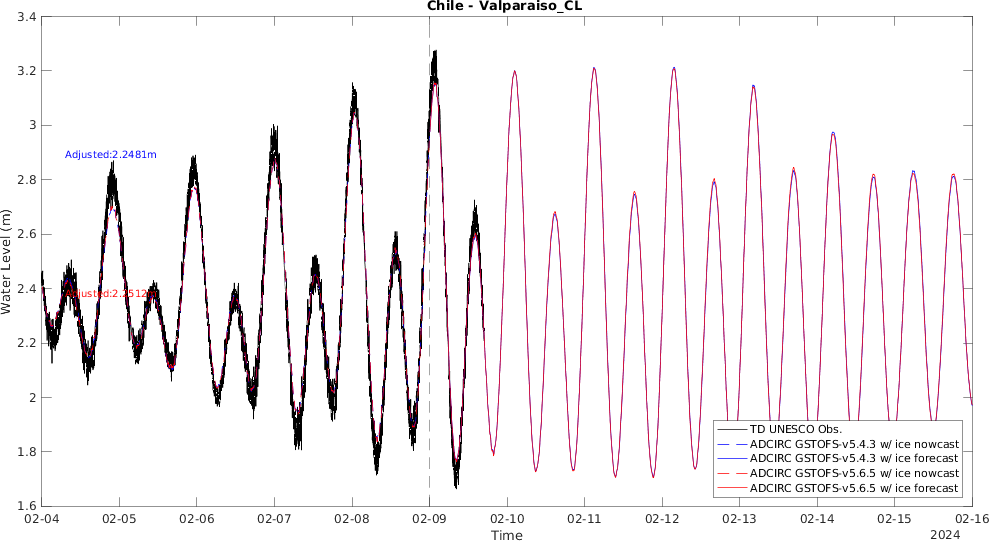 Chile - Valparaiso_CL
3.4
3.2
3
2.8
2.6
2.4
2.2
2
1.8
1.6
Water Level (m)
Adjusted:2.2481m
Adjusted:2.2512m
TD UNESCO Obs.
ADCIRC GSTOFS-v5.4.3 w/ ice nowcast
ADCIRC GSTOFS-v5.4.3 w/ ice forecast
ADCIRC GSTOFS-v5.6.5 w/ ice nowcast
ADCIRC GSTOFS-v5.6.5 w/ ice forecast
02-04 02-05 02-06 02-07 02-08 02-09 02-10 02-11 02-12 02-13 02-14 02-15 02-16
Time
2024